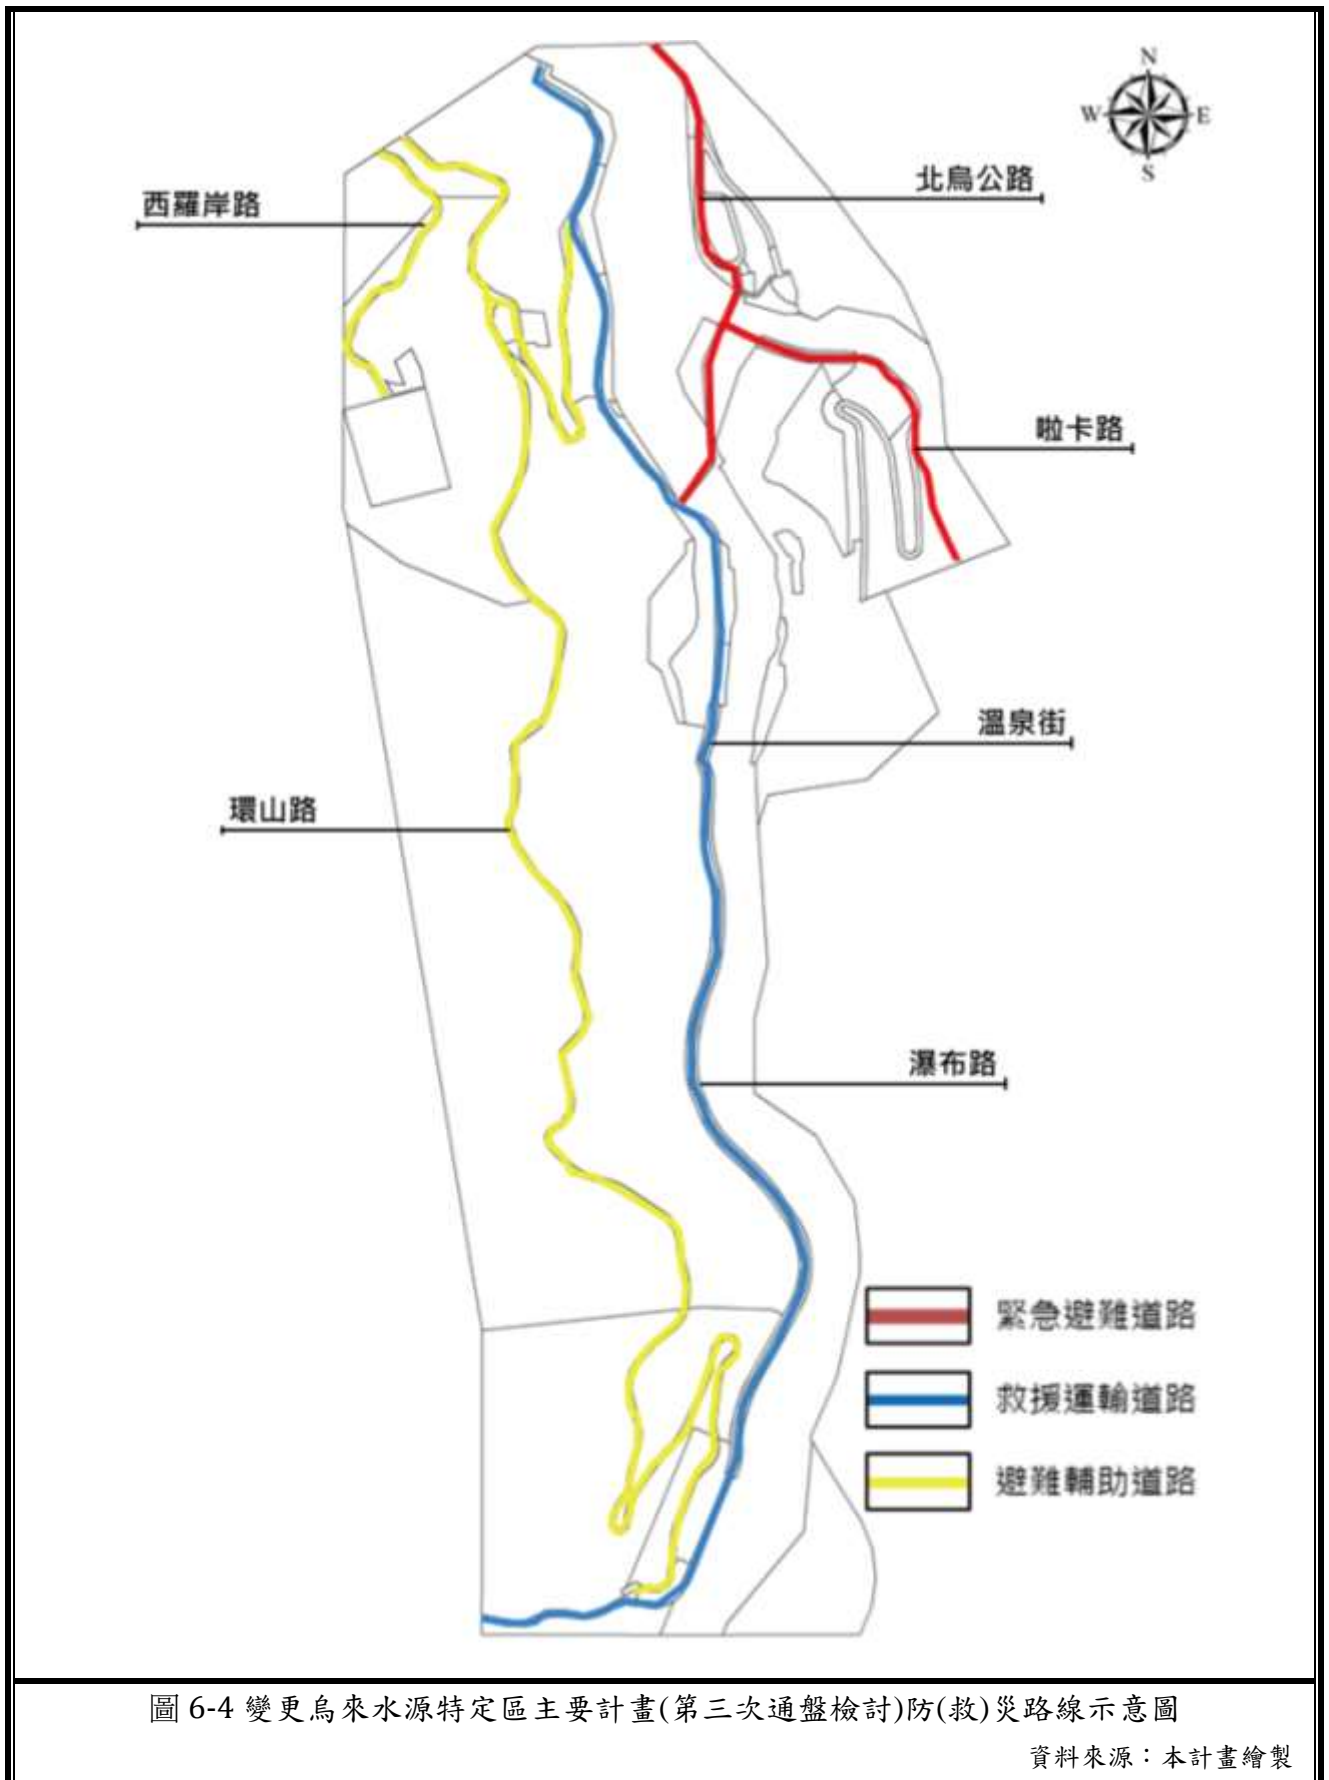 N
W E
S
北烏公路
西羅岸路
啦卡路
溫泉街
環山路
瀑布路
緊急避難道路
救援運輸道路
避難輔助道路
圖 6-4 變更烏來水源特定區主要計畫(第三次通盤檢討)防(救)災路線示意圖
資料來源：本計畫繪製